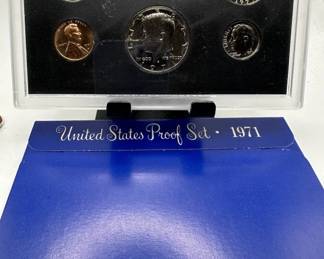 United States Proof Set · 1971